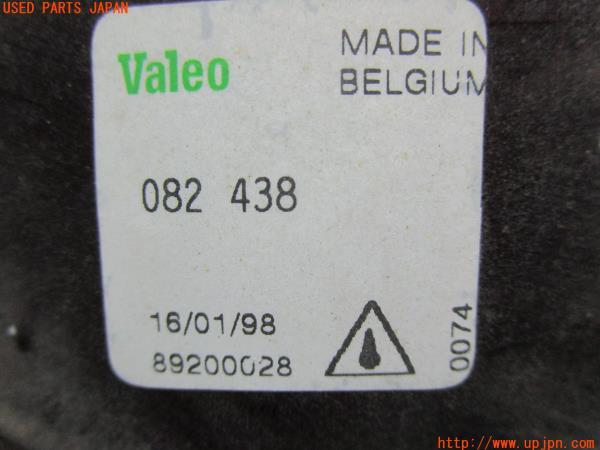 USED PARTS JAPAN
MADE IN
BELGIUM
Valeo
082 438
16/01/98
89200028
0074
http://www.upjpn.com/